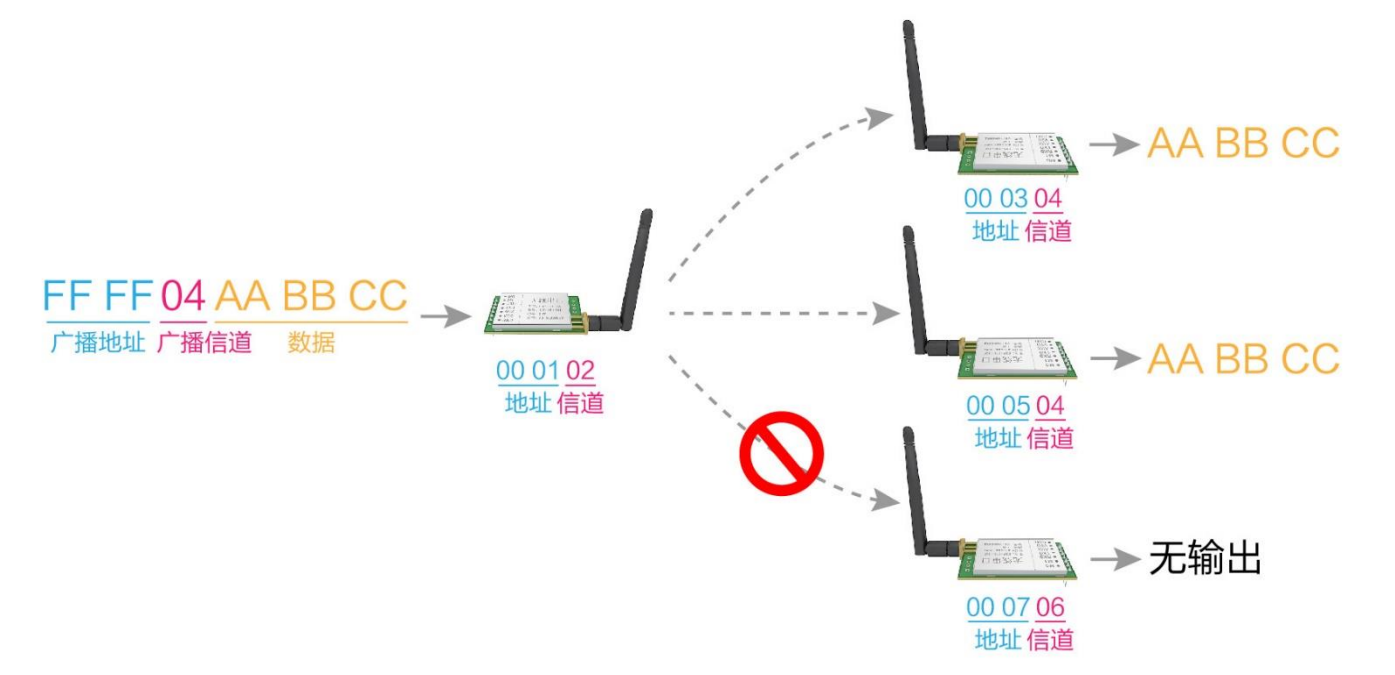 FF FF 04 AA BB CC
广播地址 广播信道 数据
00 01 02
地址 信道
AA BB CC
00 03 04
地址 信道
AA BB CC
00 05 04
地址 信道
无输出
00 07 06
地址 信道